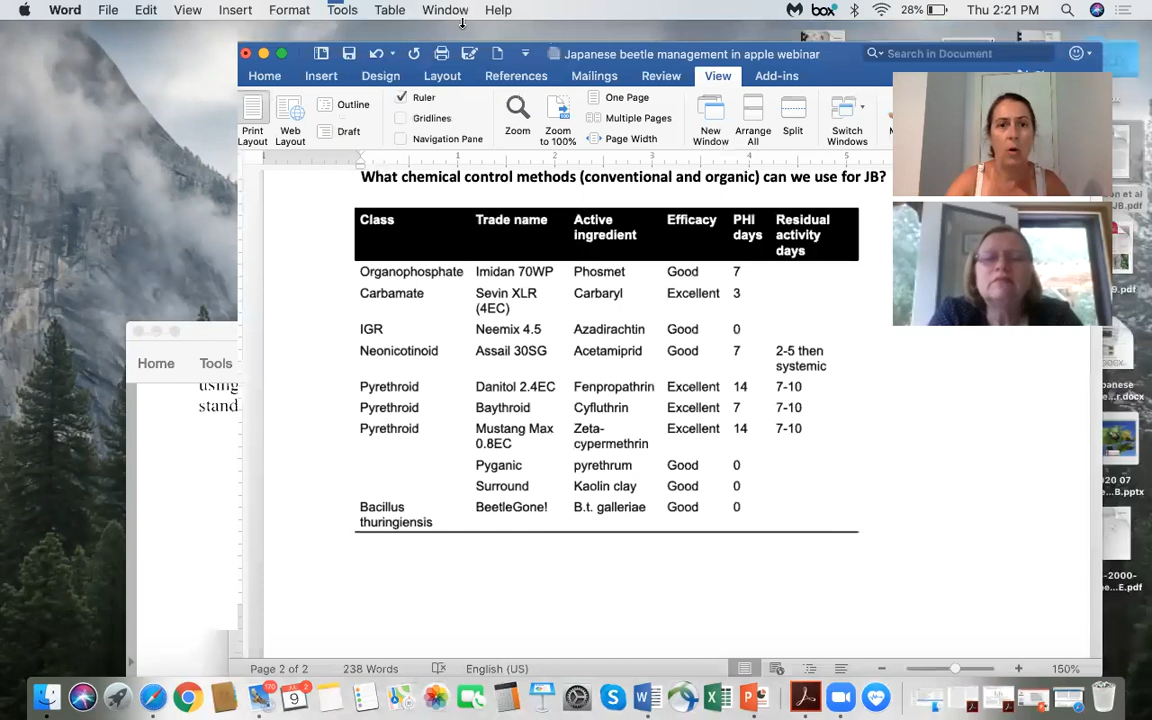 Word File Edit View Insert Format Tools Table Window Help box 28% Thu 2:21 PM
Japanese beetle management in apple webinar Search in Document
Home Insert Design Layout References Mailings Review View Add-ins
Print Layout
Web Layout
Outline
Draft
Ruler
Gridlines
Navigation Pane
Zoom
Zoom to 100%
One Page
Multiple Pages
Page Width
New Window
Arrange All
Split
Switch Windows
1 1 2 3 4 5
What chemical control methods (conventional and organic) can we use for JB?
Class Trade name Active ingredient Efficacy PHI days Residual activity days
Organophosphate Imidan 70WP Phosmet Good 7
Carbamate Sevin XLR (4EC) Carbaryl Excellent 3
IGR Neemix 4.5 Azadirachtin Good 0
Neonicotinoid Assail 30SG Acetamiprid Good 7 2-5 then systemic
Pyrethroid Danitol 2.4EC Fenpropathrin Excellent 14 7-10
Pyrethroid Baythroid Cyfluthrin Excellent 7 7-10
Pyrethroid Mustang Max 0.8EC Zeta-cypermethrin Excellent 14 7-10
Pyganic pyrethrum Good 0
Surround Kaolin clay Good 0
Bacillus thuringiensis BeetleGone! B.t. galleriae Good 0
Home Tools
using
stand
Page 2 of 2 238 Words English (US) 150%